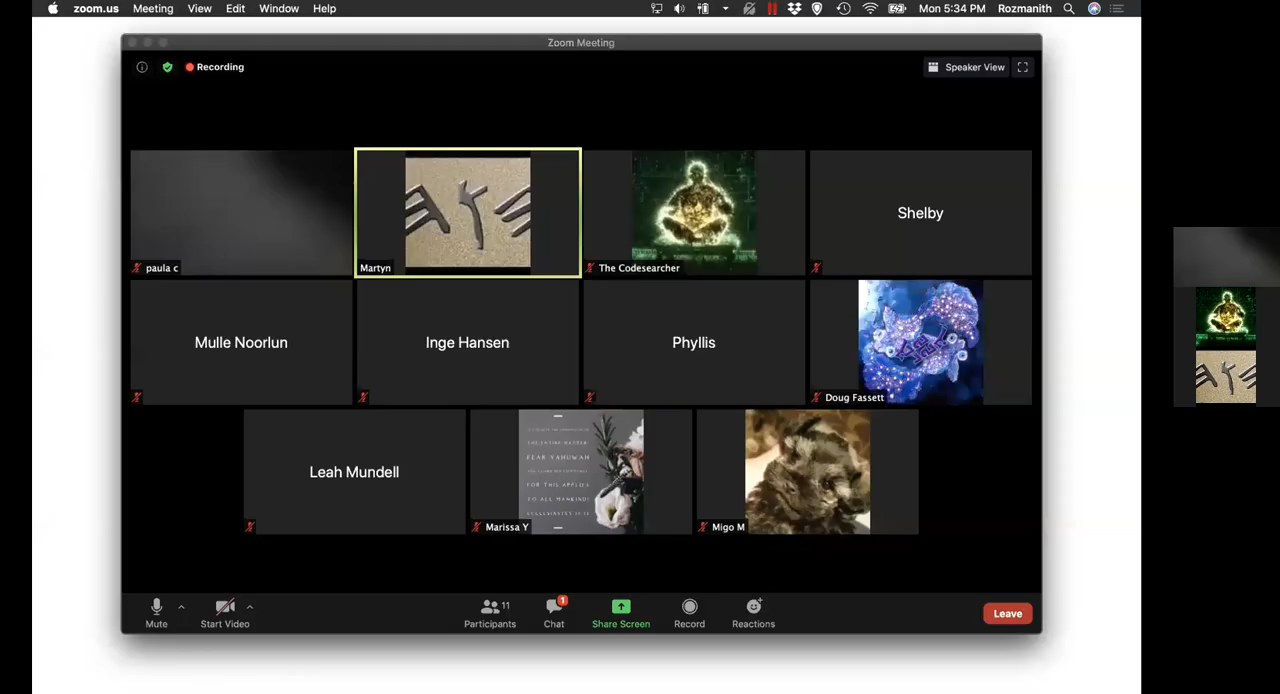 zoom.us Meeting View Edit Window Help Mon 5:34 PM Rozmanith
Zoom Meeting
Recording Speaker View
paula c Martyn The Codesearcher Shelby
Mulle Noorlun Inge Hansen Phyllis Doug Fassett
FEAR YAHUWAH
FOR THIS APPLIES
TO ALL MANKIND!
Leah Mundell Marissa Y Migo M
11 1
Mute Start Video Participants Chat Share Screen Record Reactions Leave